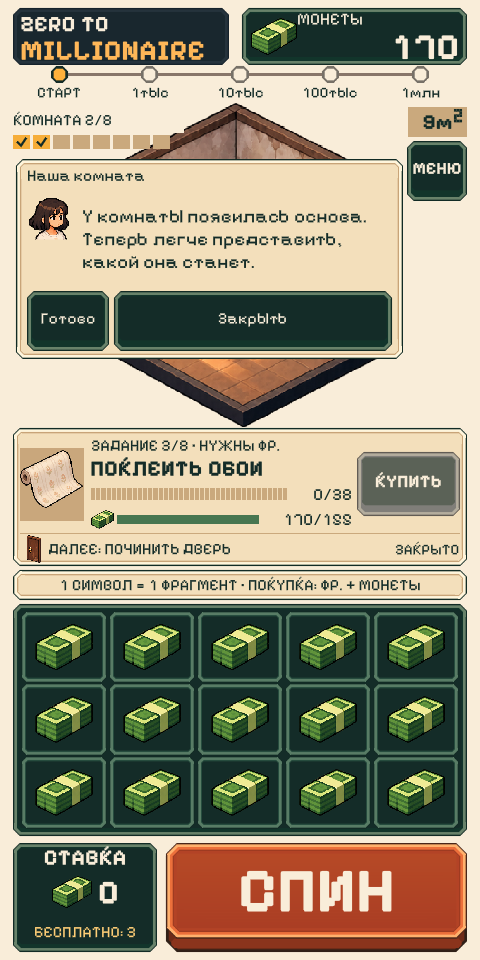 ZERO TO
MILLIONAIRE
МОНЕТЫ
170
СТАРТ
1тыс
10тыс
100тыс
1млн
КОМНАТА 2/8
9м²
МЕНЮ
Наша комната
У комнаты появилась основа.
Теперь легче представить,
какой она станет.
Готово
Закрыть
ЗАДАНИЕ 3/8 · НУЖНЫ ФР.
ПОКЛЕИТЬ ОБОИ
0/38
КУПИТЬ
170/188
ДАЛЕЕ: ПОЧИНИТЬ ДВЕРЬ
ЗАКРЫТО
1 СИМВОЛ = 1 ФРАГМЕНТ · ПОКУПКА: ФР. + МОНЕТЫ
СТАВКА
0
БЕСПЛАТНО: 3
СПИН